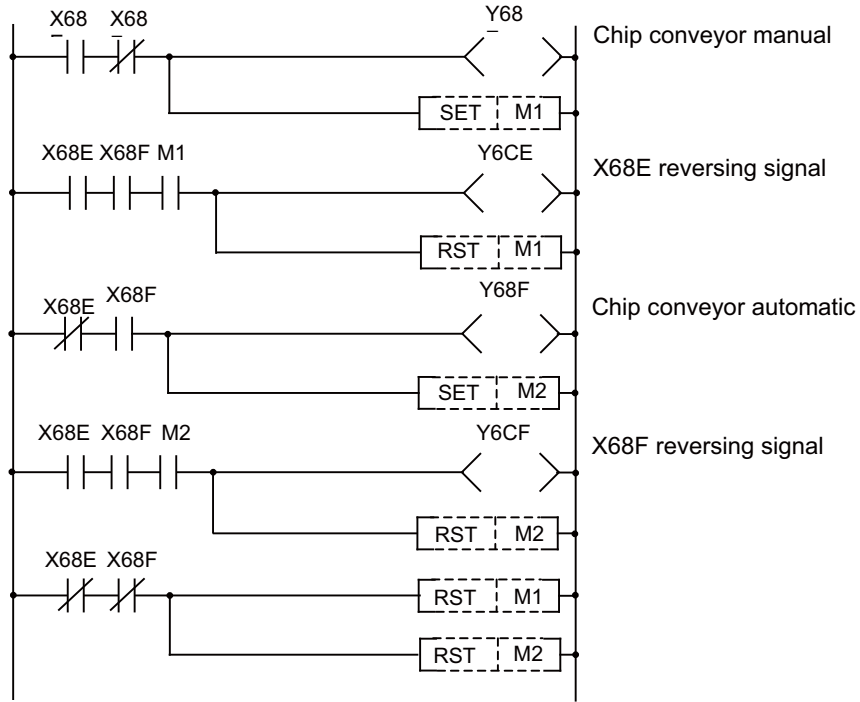 X68 X68 Y68 Chip conveyor manual
SET M1
X68E X68F M1 Y6CE X68E reversing signal
RST M1
X68E X68F Y68F Chip conveyor automatic
SET M2
X68E X68F M2 Y6CF X68F reversing signal
RST M2
X68E X68F RST M1
RST M2